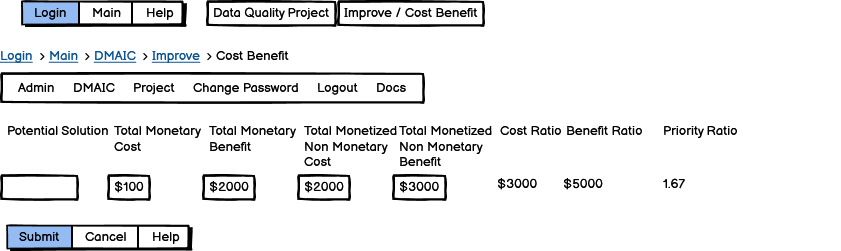 Login Main Help Data Quality Project Improve / Cost Benefit
Login > Main > DMAIC > Improve > Cost Benefit
Admin DMAIC Project Change Password Logout Docs
Potential Solution Total Monetary Total Monetary Total Monetized Total Monetized Cost Ratio Benefit Ratio Priority Ratio
Cost Benefit Non Monetary Non Monetary
Cost Benefit
$100 $2000 $2000 $3000 $3000 $5000 1.67
Submit Cancel Help